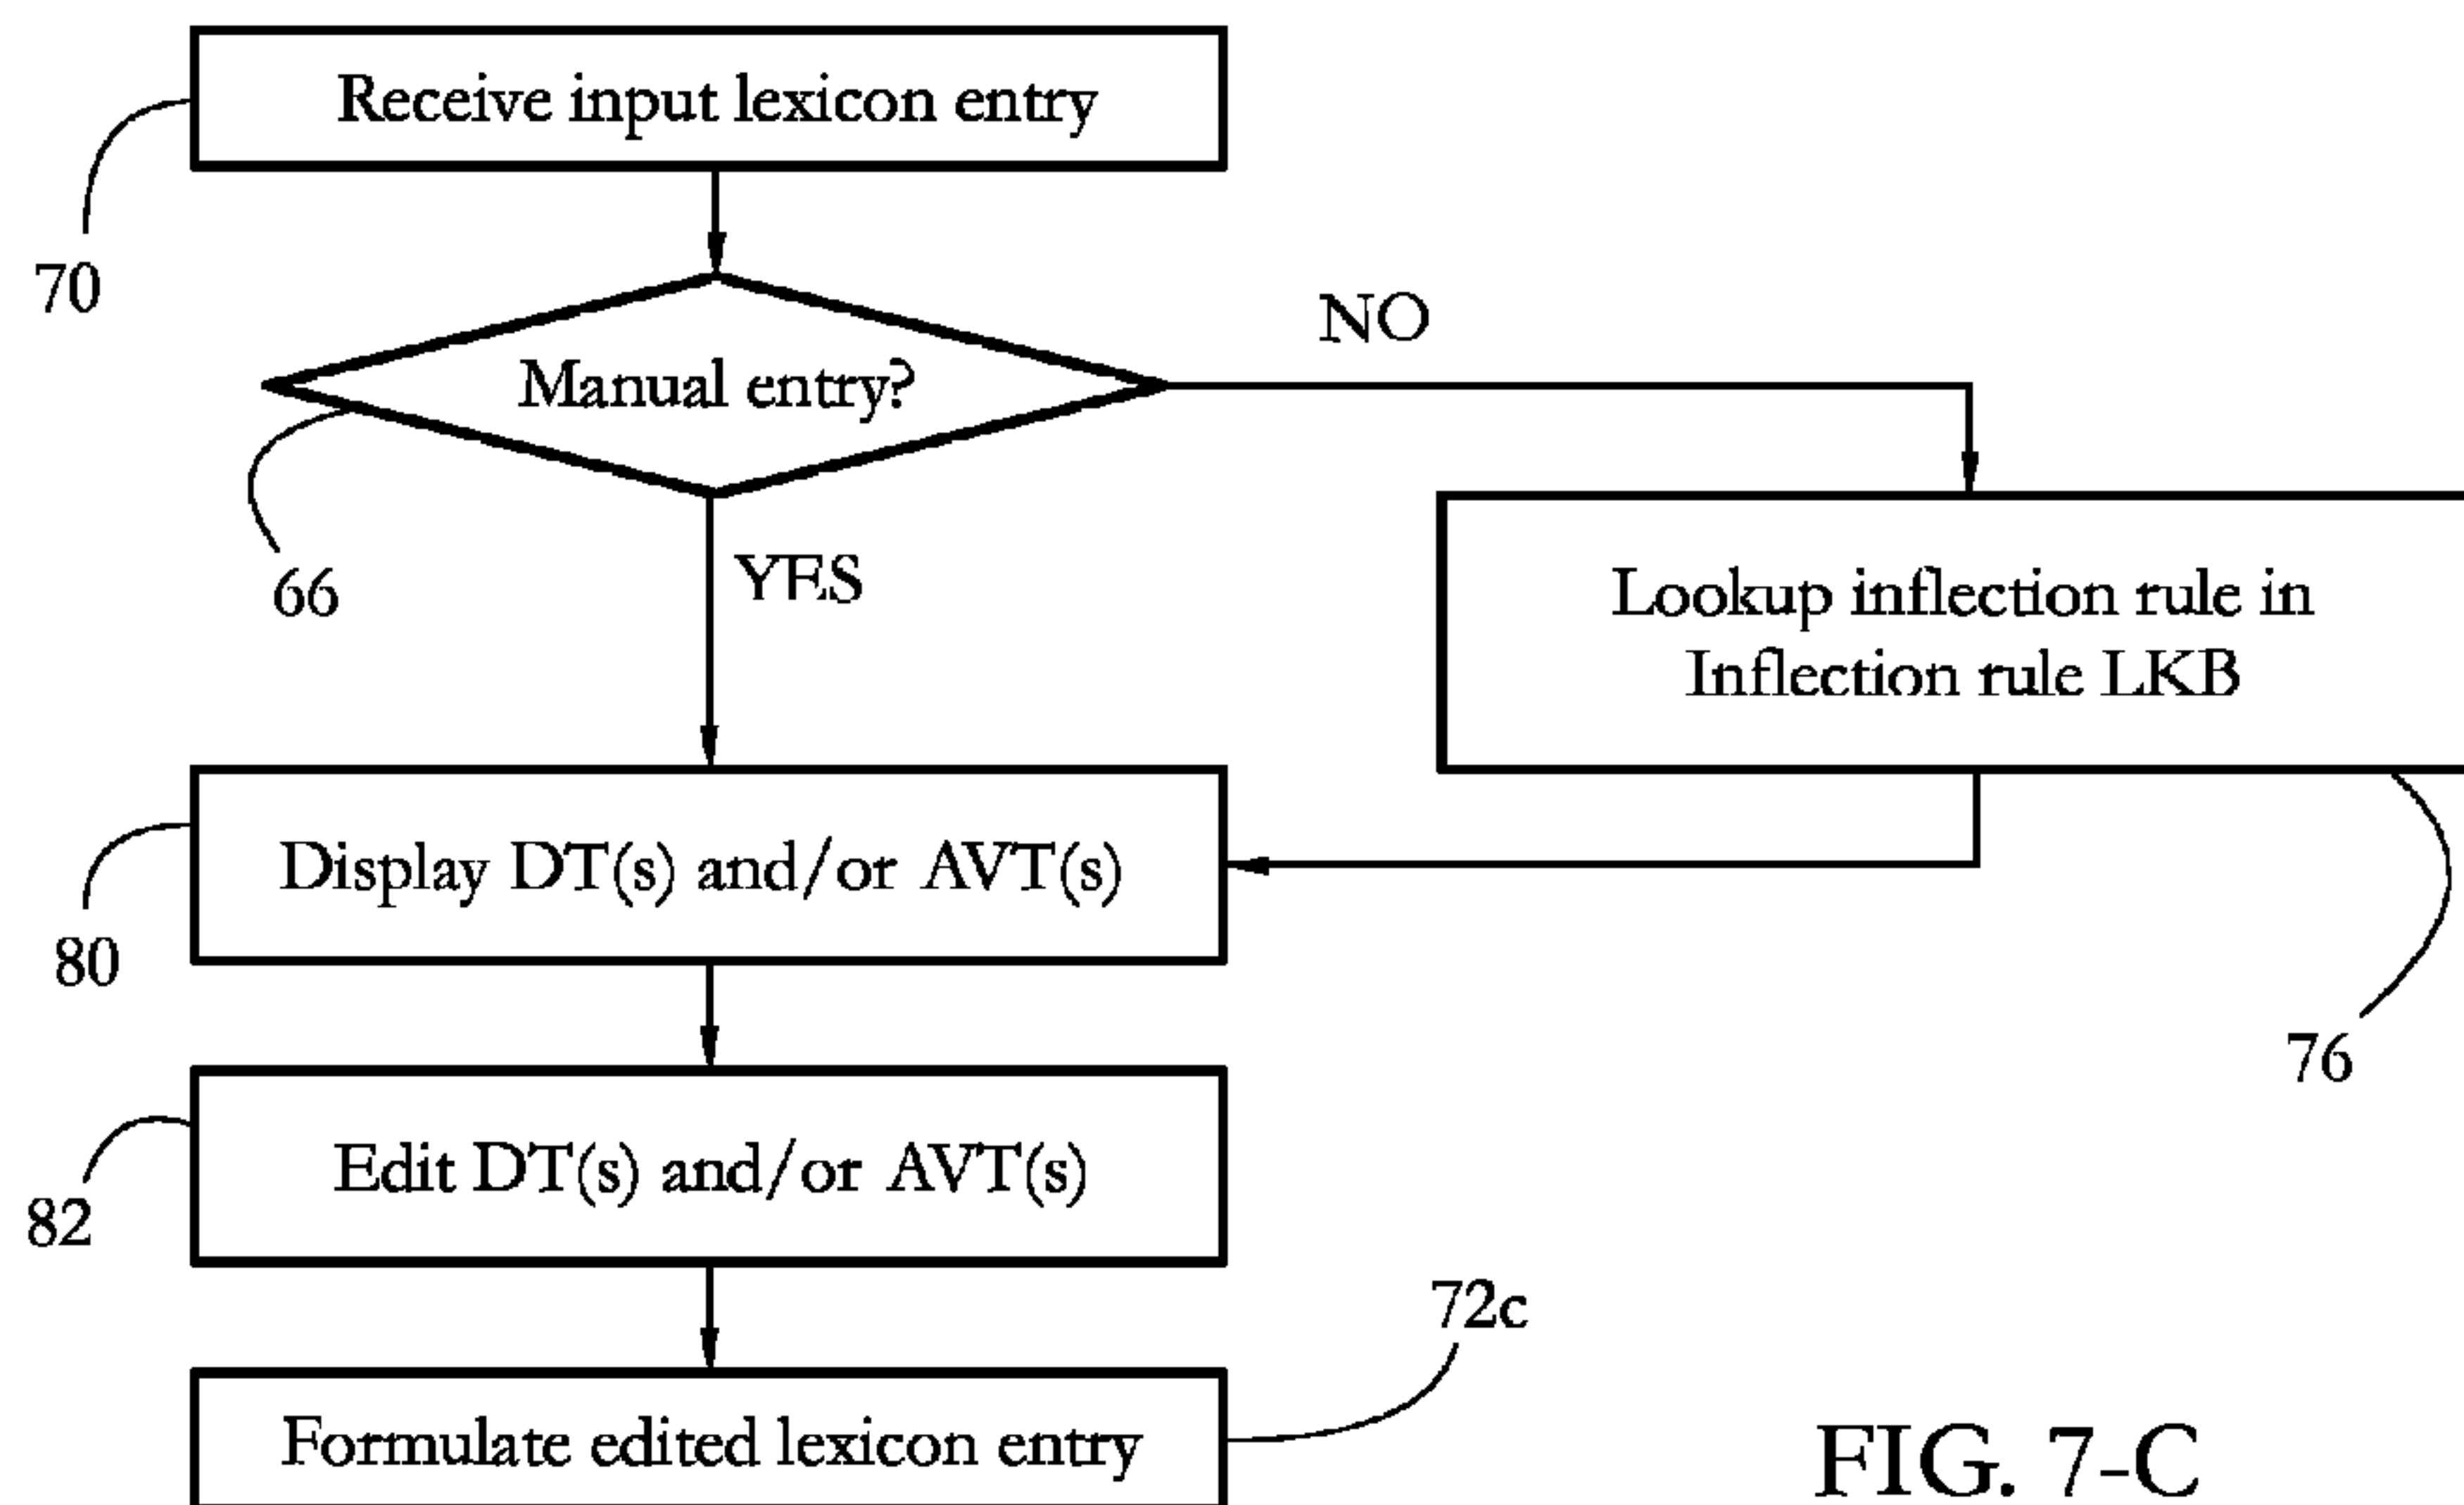 Receive input lexicon entry
70
NO
Manual entry?
66
YES
Lookup inflection rule in
Inflection rule LKB
Display DT(s) and/or AVT(s)
80
76
Edit DT(s) and/or AVT(s)
82
72c
Formulate edited lexicon entry
FIG. 7-C